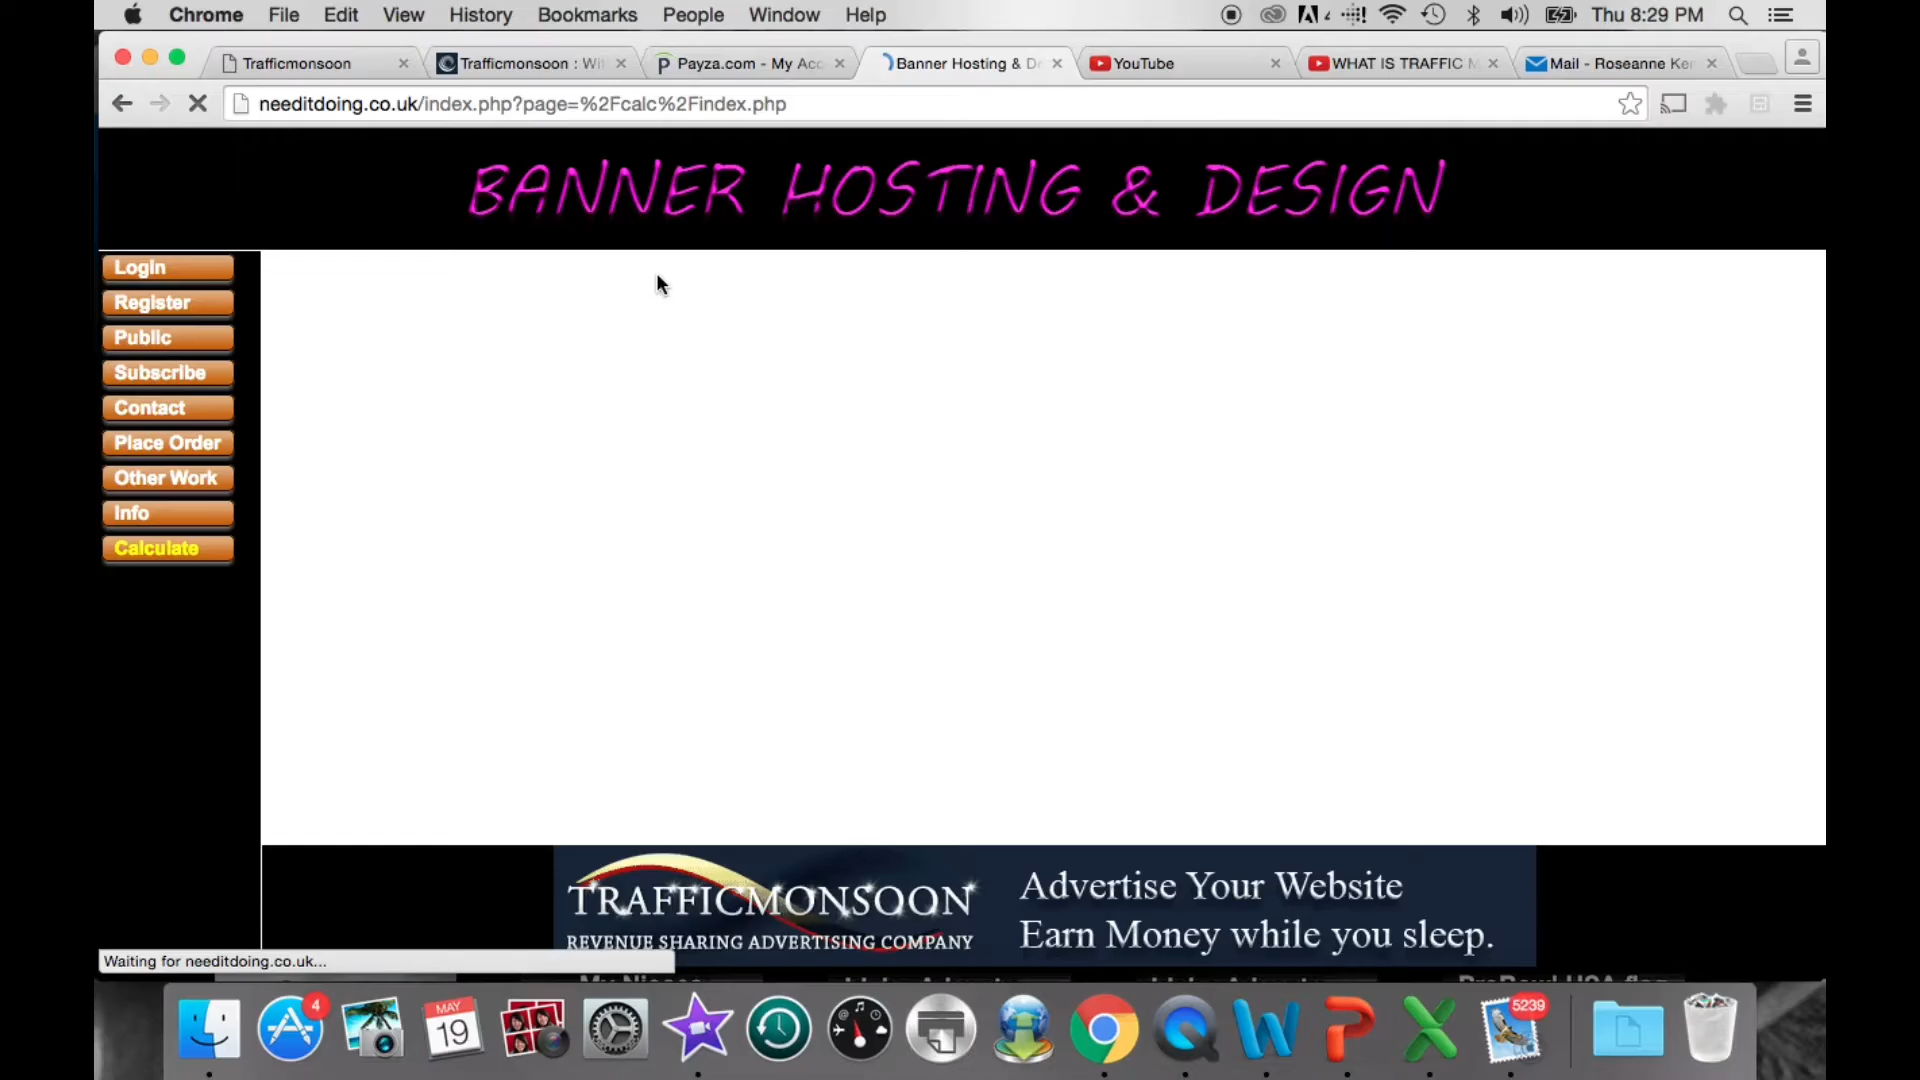 Chrome File Edit View History Bookmarks People Window Help Thu 8:29 PM
Trafficmonsoon Trafficmonsoon : Wit Payza.com - My Acc Banner Hosting & De YouTube WHAT IS TRAFFIC M Mail - Roseanne Ken
needitdoing.co.uk/index.php?page=%2Fcalc%2Findex.php
BANNER HOSTING & DESIGN
Login
Register
Public
Subscribe
Contact
Place Order
Other Work
Info
Calculate
TRAFFICMONSOON
REVENUE SHARING ADVERTISING COMPANY
Advertise Your Website
Earn Money while you sleep.
Waiting for needitdoing.co.uk...
4
MAY
19
5239